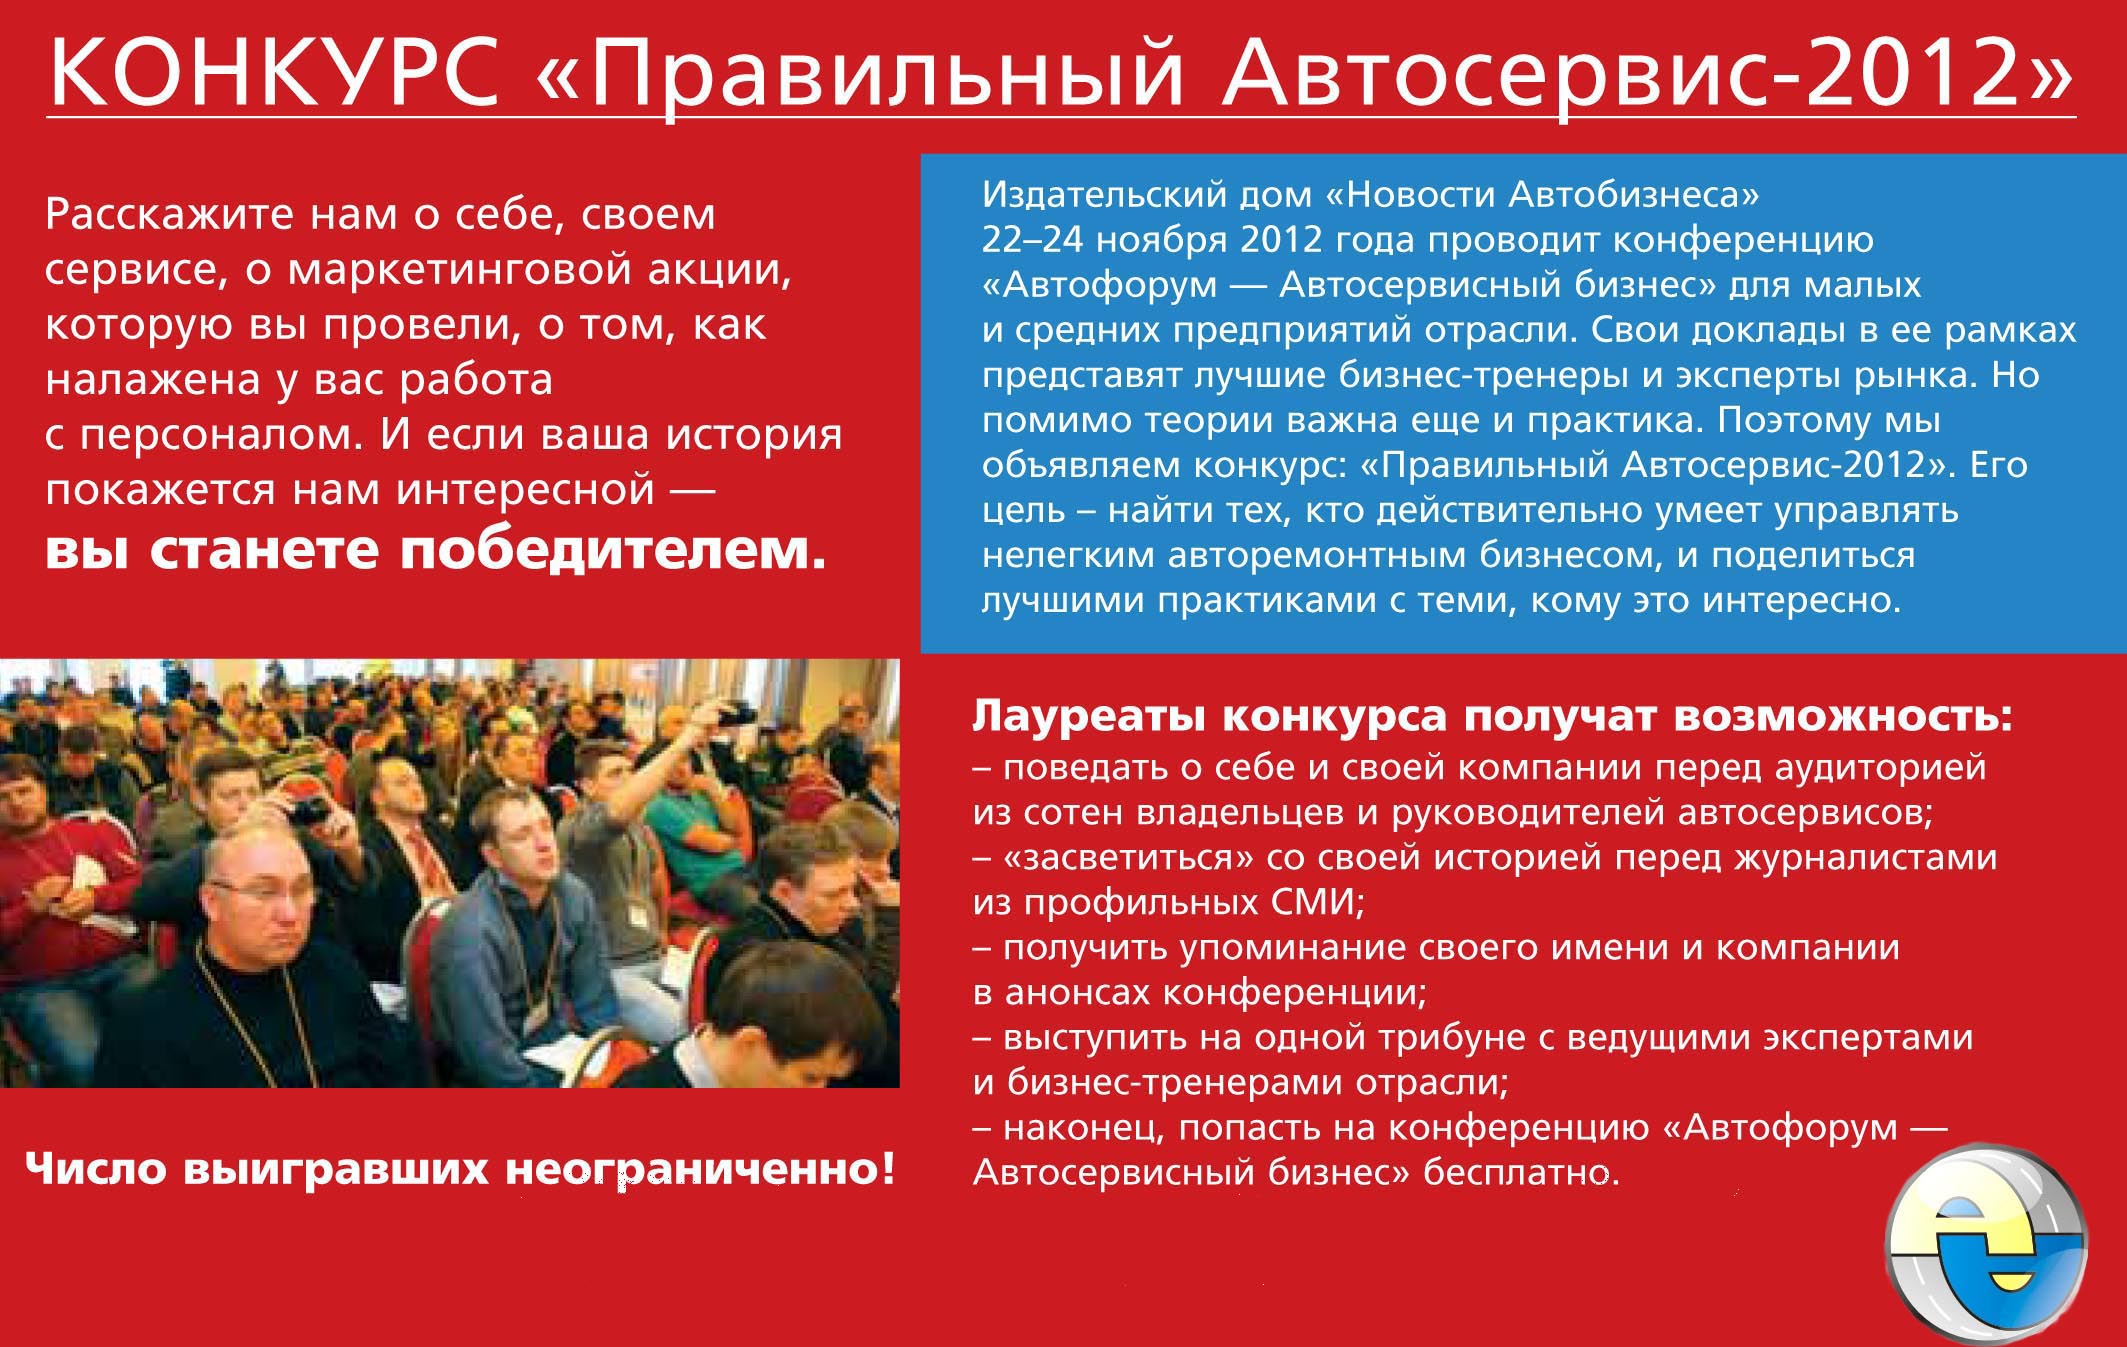 КОНКУРС «Правильный Автосервис-2012»
Расскажите нам о себе, своем
сервисе, о маркетинговой акции,
которую вы провели, о том, как
налажена у вас работа
с персоналом. И если ваша история
покажется нам интересной —
вы станете победителем.
Издательский дом «Новости Автобизнеса»
22–24 ноября 2012 года проводит конференцию
«Автофорум — Автосервисный бизнес» для малых
и средних предприятий отрасли. Свои доклады в ее рамках
представят лучшие бизнес-тренеры и эксперты рынка. Но
помимо теории важна еще и практика. Поэтому мы
объявляем конкурс: «Правильный Автосервис-2012». Его
цель – найти тех, кто действительно умеет управлять
нелегким авторемонтным бизнесом, и поделиться
лучшими практиками с теми, кому это интересно.
Лауреаты конкурса получат возможность:
– поведать о себе и своей компании перед аудиторией
из сотен владельцев и руководителей автосервисов;
– «засветиться» со своей историей перед журналистами
из профильных СМИ;
– получить упоминание своего имени и компании
в анонсах конференции;
– выступить на одной трибуне с ведущими экспертами
и бизнес-тренерами отрасли;
– наконец, попасть на конференцию «Автофорум —
Автосервисный бизнес» бесплатно.
Число выигравших неограниченно!